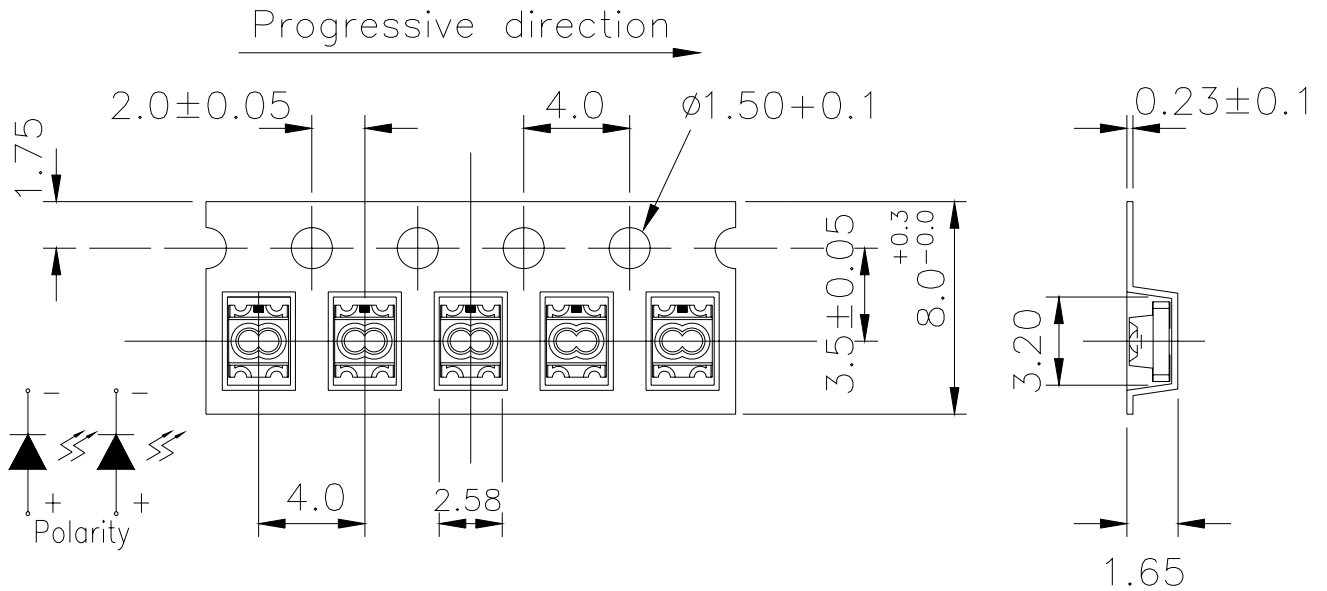 Progressive direction
2.0±0.05
4.0
ø1.50+0.1
0.23±0.1
1.75
3.5±0.05
8.0 +0.3 -0.0
3.20
- -
+ +
Polarity
4.0
2.58
1.65